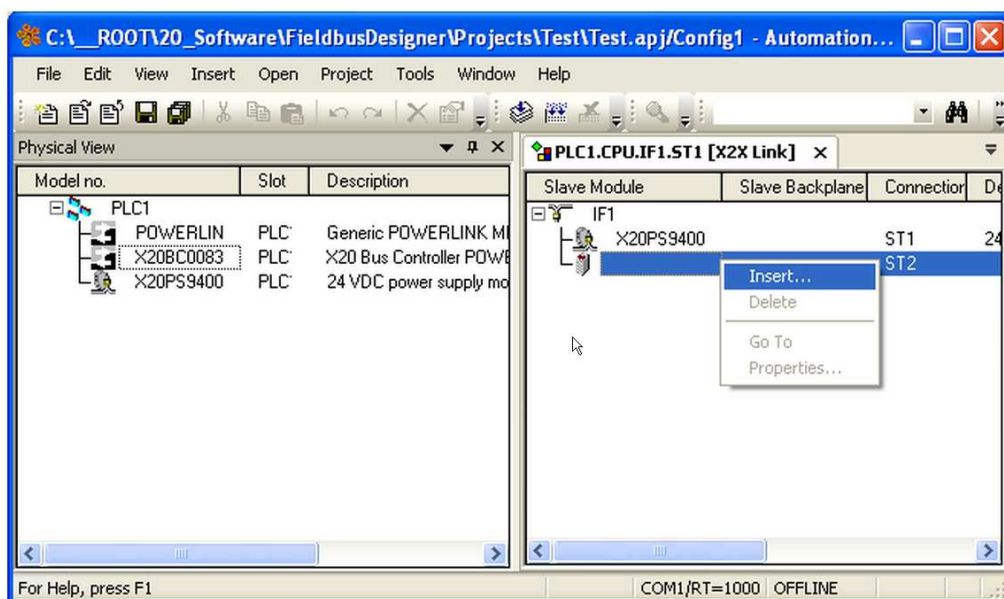 C:\__ROOT\20_Software\FieldbusDesigner\Projects\Test\Test.apj/Config1 - Automation...
File Edit View Insert Open Project Tools Window Help
Physical View
Model no. Slot Description
PLC1
POWERLIN PLC Generic POWERLINK MI
X20BC0083 PLC X20 Bus Controller POWE
X20PS9400 PLC 24 VDC power supply mo
PLC1.CPU.IF1.ST1 [X2X Link]
Slave Module Slave Backplane Connection De
IF1
X20PS9400 ST1 24
ST2
Insert...
Delete
Go To
Properties...
For Help, press F1 COM1/RT=1000 OFFLINE